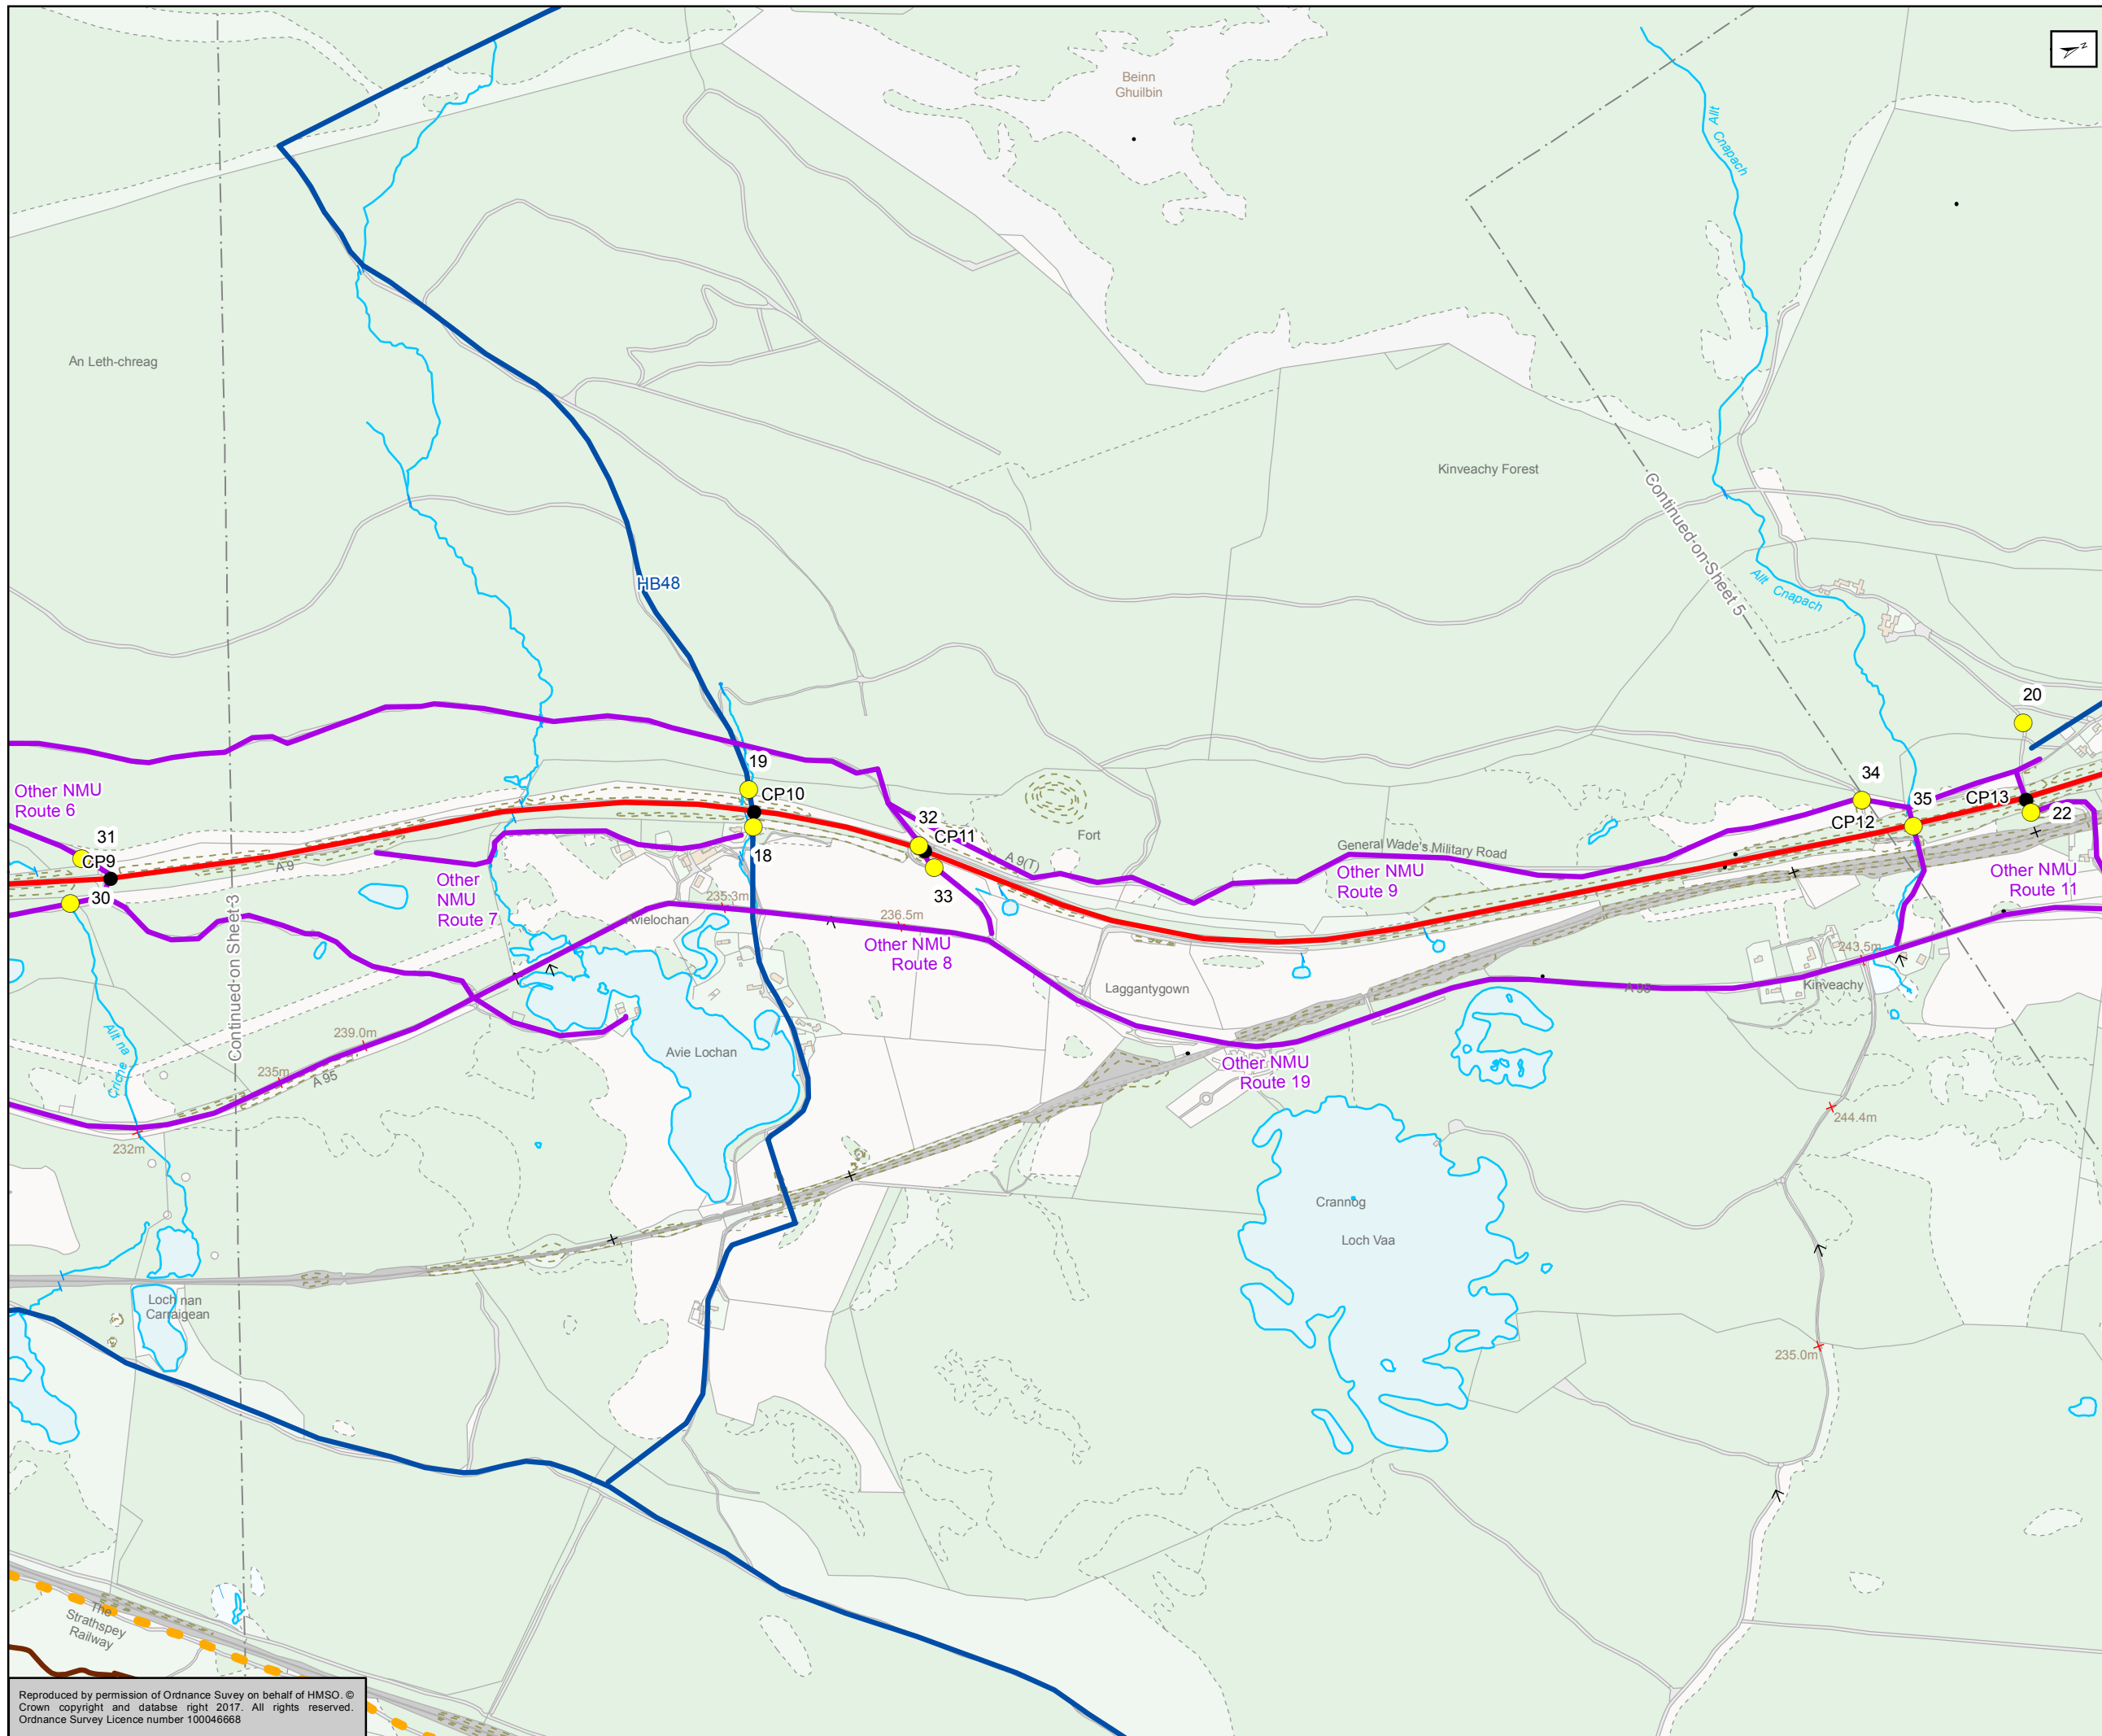 Beinn
Ghuilbin
z
Allt
Cnapach
An Leth-chreag
Kinveachy Forest
Continued on Sheet 5
HB48
Allt Cnapach
20
19
34
Other NMU
Route 6
CP10
35
CP13
31
32
CP12
22
CP11
CP9
Fort
A 9
18
A 9(T)
General Wade's Military Road
Other
NMU
Route 7
30
33
Other NMU
Route 9
Other NMU
Route 11
235.3m
Avielochan
236.5m
Other NMU
Route 8
243.5m
Continued on Sheet 3
Laggantygown
A 95
Kinveachy
239.0m
Allt na
Criche
Avie Lochan
235m
A 95
Other NMU
Route 19
232m
244.4m
Crannog
Loch Vaa
Loch nan
Carraigean
235.0m
The
Strathspey
Railway
Reproduced by permission of Ordnance Suvey on behalf of HMSO. ©
Crown copyright and databse right 2017. All rights reserved.
Ordnance Survey Licence number 100046668